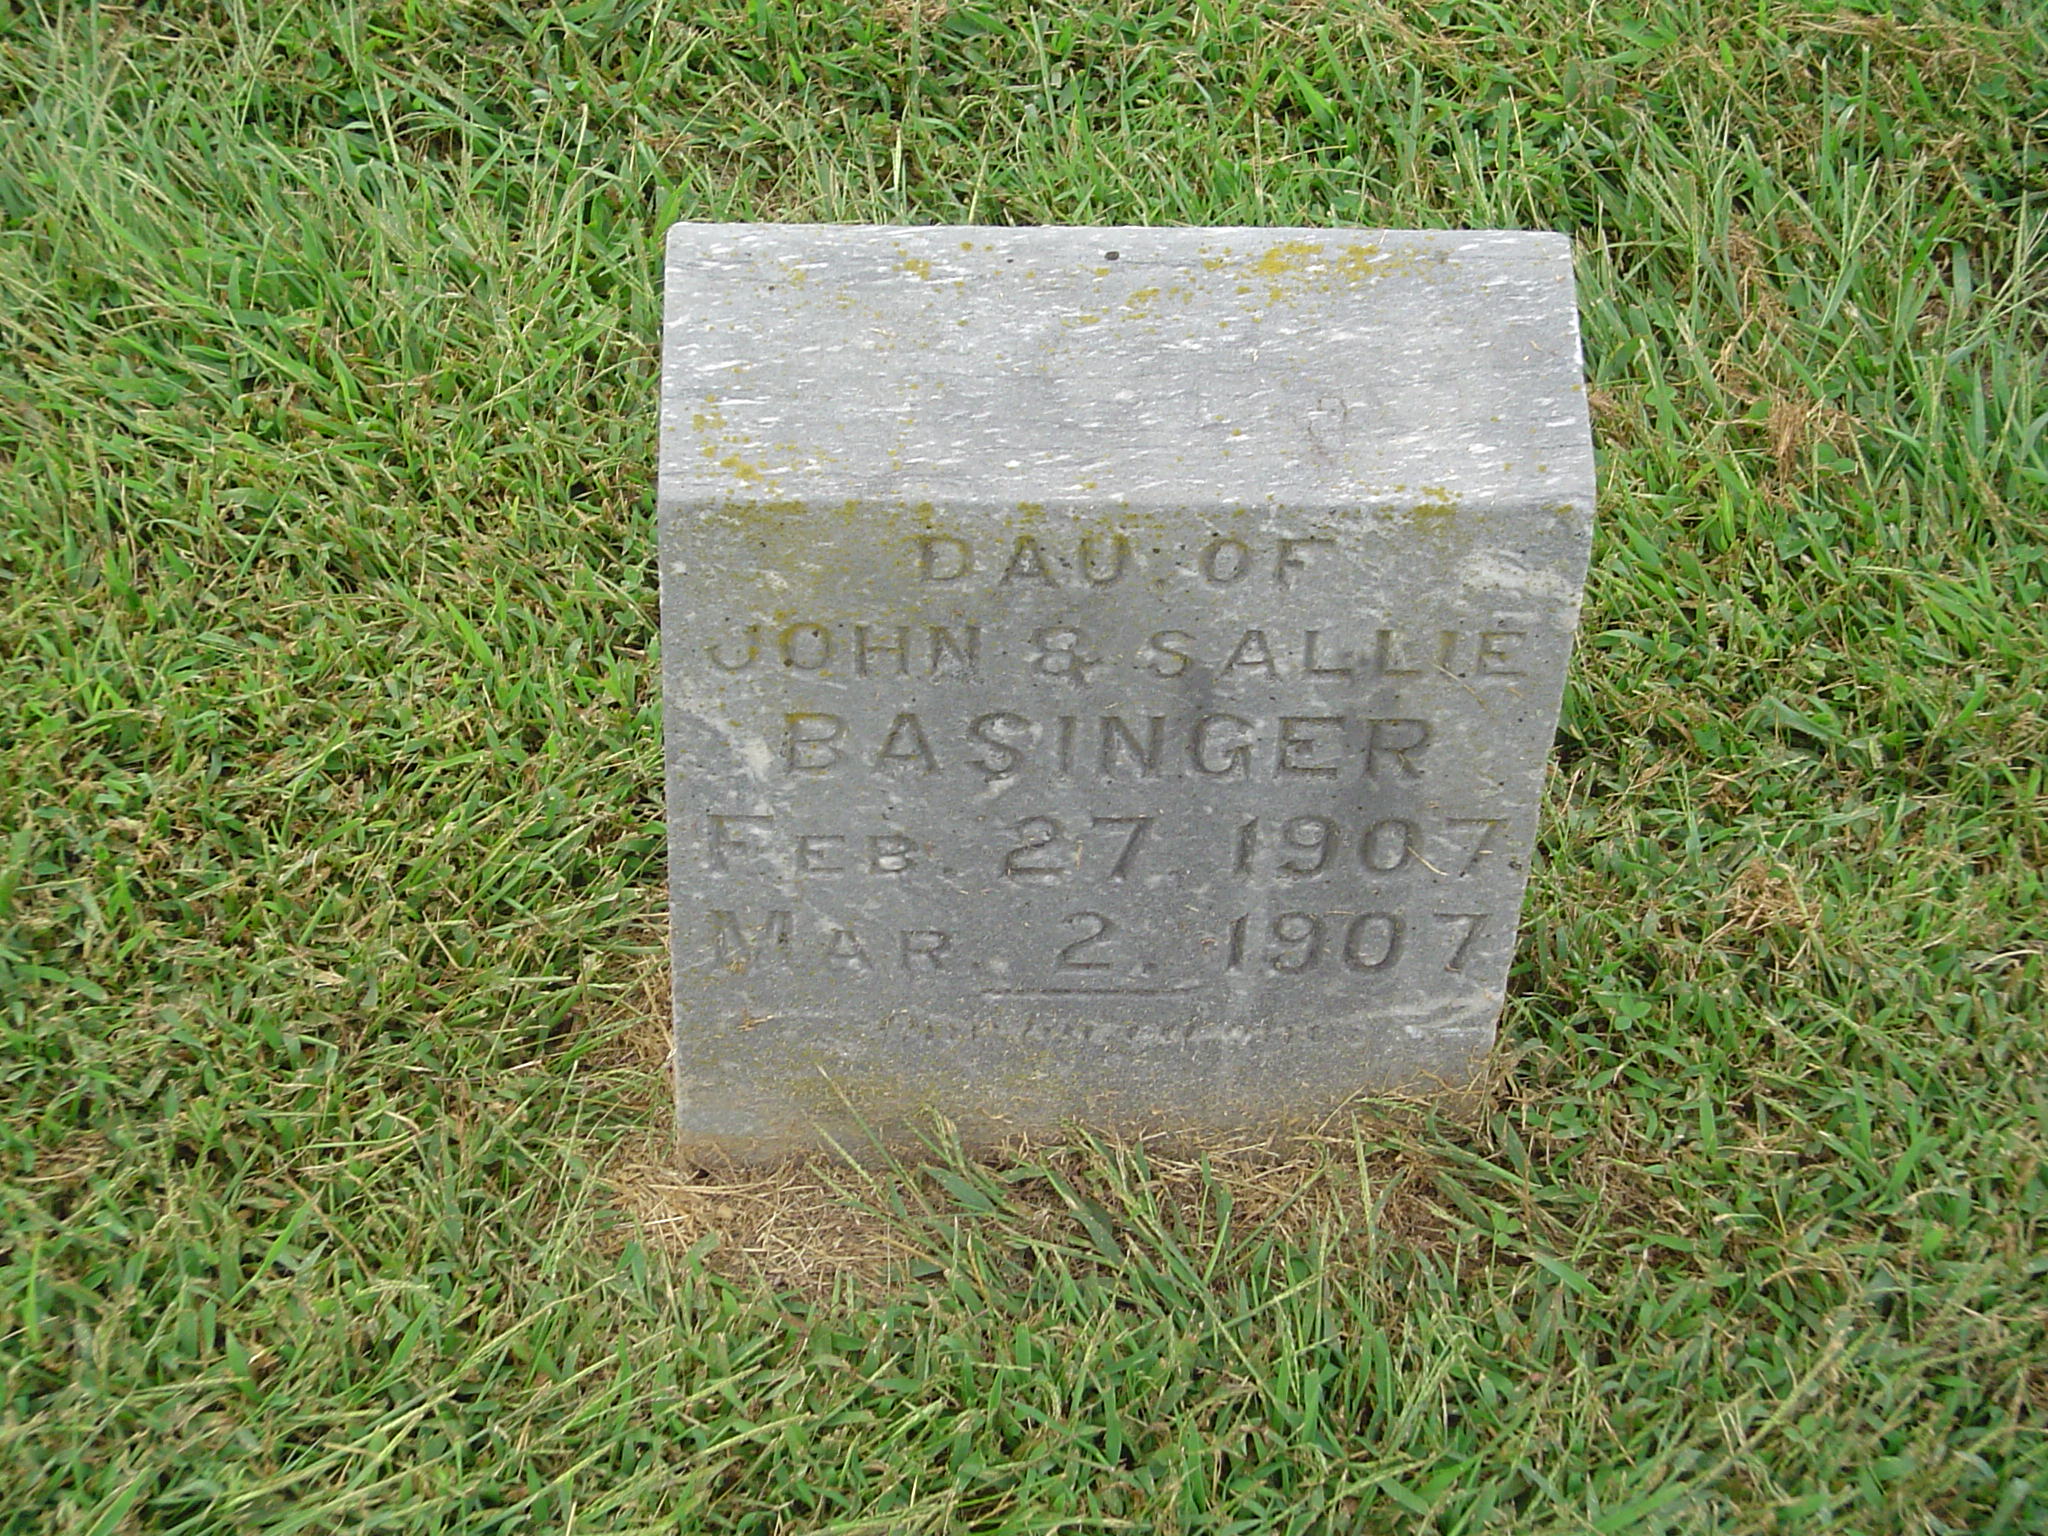 DAU. OF
JOHN & SALLIE
BASINGER
FEB. 27. 1907.
MAR. 2. 1907